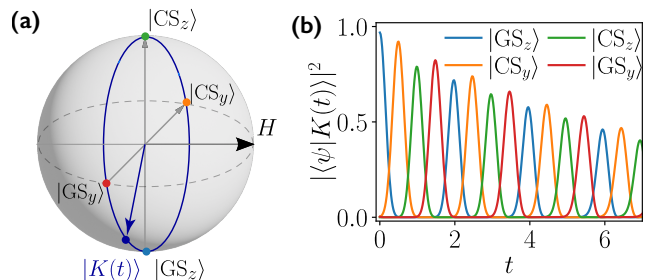 (a)
|CS_z⟩
|CS_y⟩
H
|GS_y⟩
|K(t)⟩ |GS_z⟩
(b)
|⟨ψ|K(t)⟩|²
1.0
0.5
0.0
|GS_z⟩ |CS_z⟩
|CS_y⟩ |GS_y⟩
0 2 4 6
t